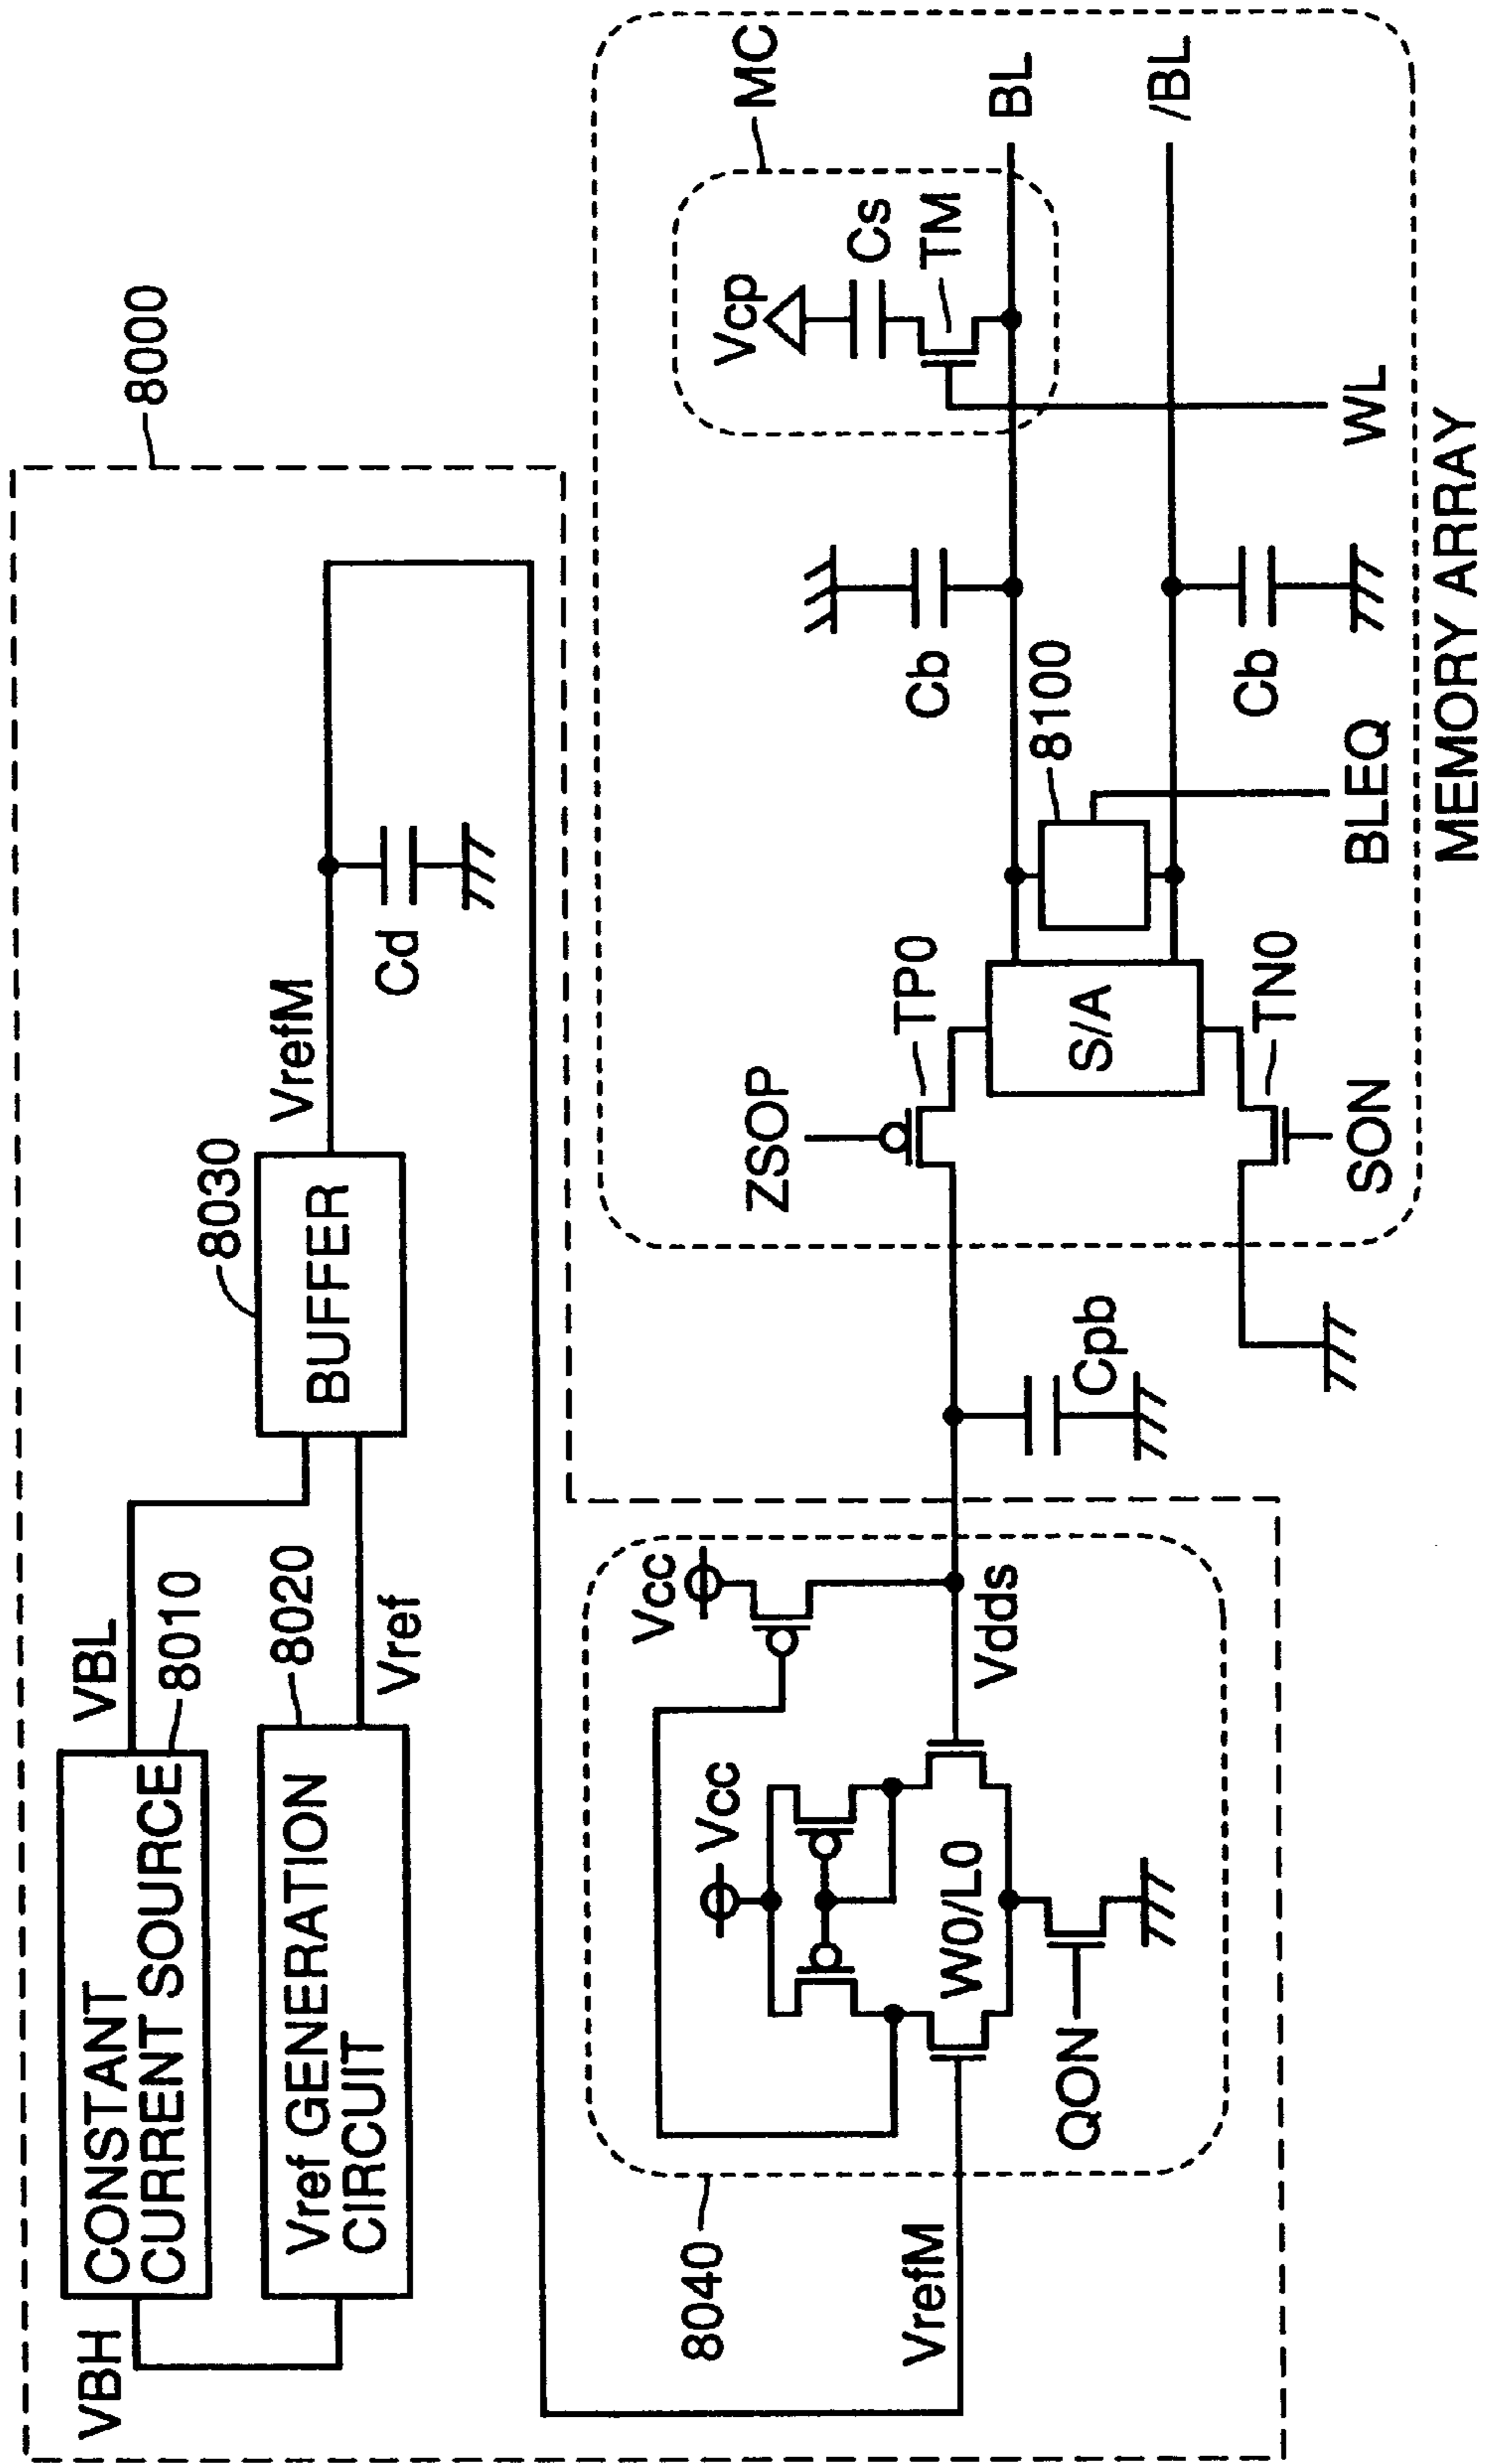 8000
VBH
CONSTANT
CURRENT SOURCE
8010
VBL
Vref GENERATION
CIRCUIT
8020
Vref
BUFFER
8030
VrefM
Cd
8040
VrefM
Vcc
Vcc
W0/L0
QON
Vdds
Cpb
ZSOP
TP0
S/A
TN0
SON
8100
BLEQ
Cb
Cb
MC
Vcp
Cs
TM
BL
/BL
WL
MEMORY ARRAY